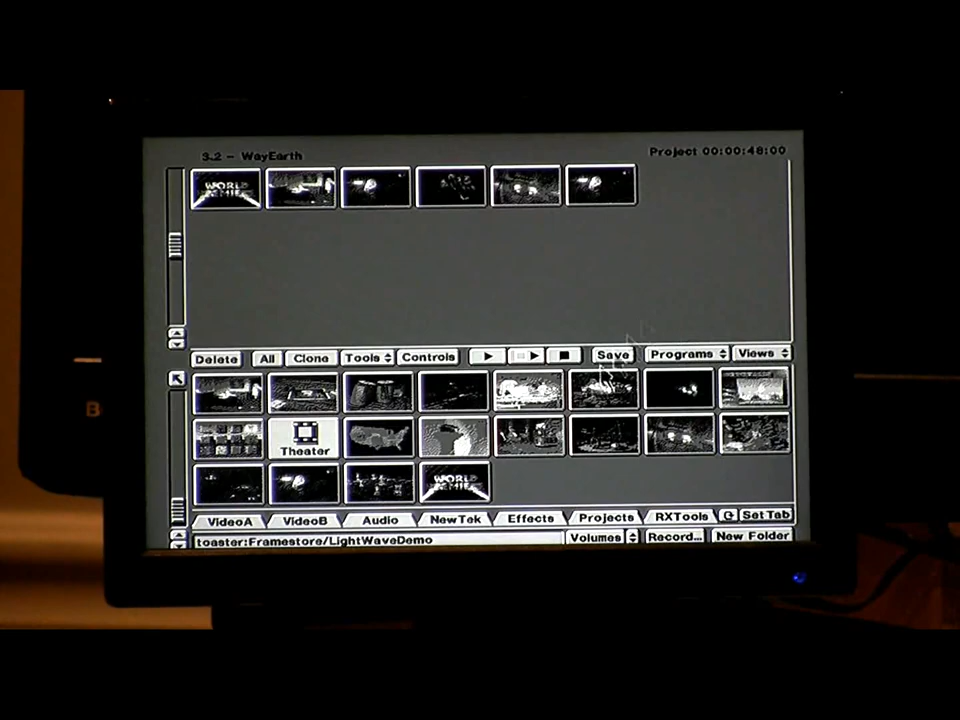 3.2 - WayEarth
Project 00:00:48:00
WORLD
Delete All Clone Tools Controls Save Programs Views
Theater
WORLD
VideoA VideoB Audio NewTek Effects Projects RXTools Set Tab
toaster:Framestore/LightWaveDemo Volumes Record... New Folder
B